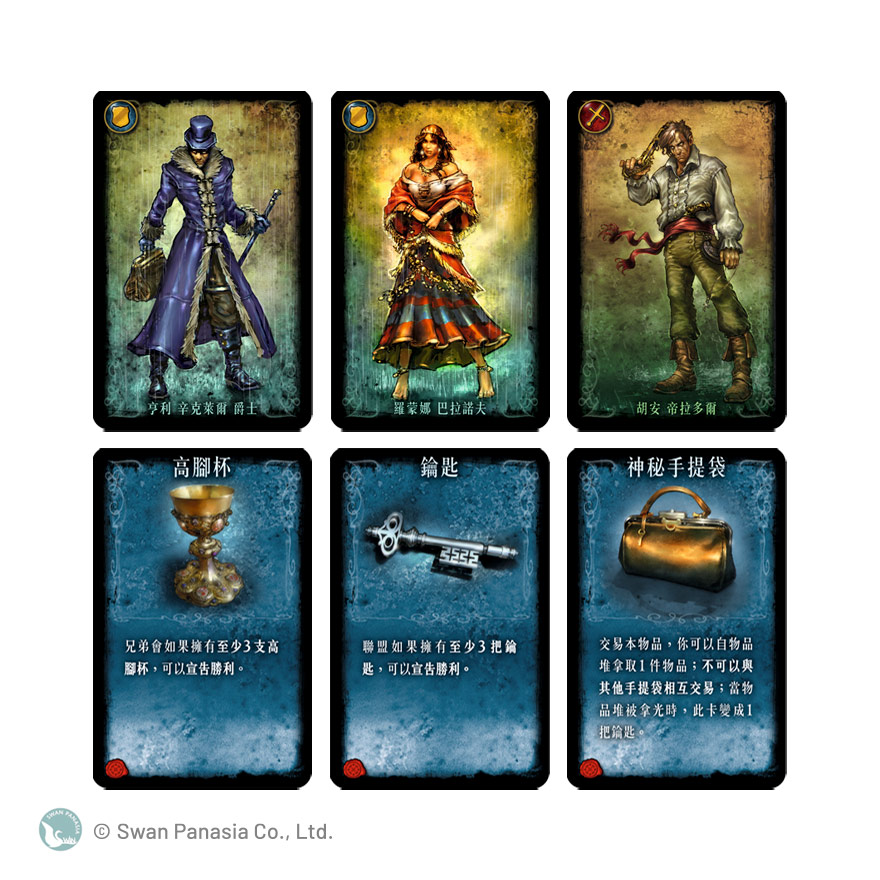 亨利 辛克萊爾 爵士
羅蒙娜 巴拉諾夫
胡安 帝拉多爾
高腳杯
兄弟會如果擁有至少3支高
腳杯，可以宣告勝利。
鑰匙
聯盟如果擁有至少3把鑰
匙，可以宣告勝利。
神秘手提袋
交易本物品，你可以自物品
堆拿取1件物品；不可以與
其他手提袋相互交易；當物
品堆被拿光時，此卡變成1
把鑰匙。
SWAN PANASIA
© Swan Panasia Co., Ltd.